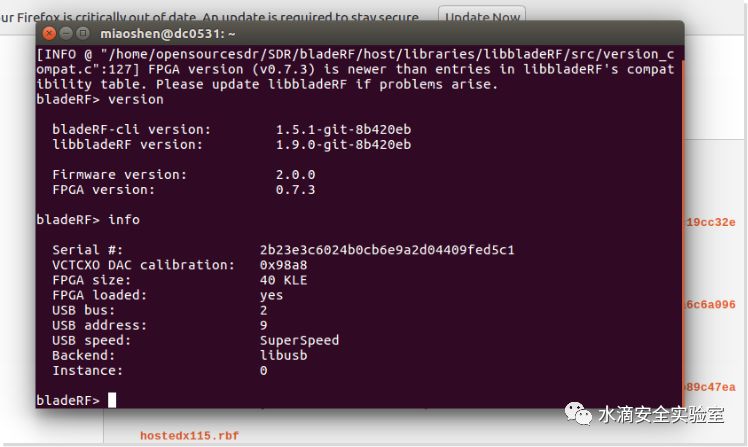 ur Firefox is critically out of date. An update is required to stay secure. Update Now
miaoshen@dc0531: ~
[INFO @ "/home/opensourcesdr/SDR/bladeRF/host/libraries/libbladeRF/src/version_c
ompat.c":127] FPGA version (v0.7.3) is newer than entries in libbladeRF's compat
ibility table. Please update libbladeRF if problems arise.
bladeRF> version
bladeRF-cli version: 1.5.1-git-8b420eb
libbladeRF version: 1.9.0-git-8b420eb
Firmware version: 2.0.0
FPGA version: 0.7.3
bladeRF> info
19cc32e
Serial #: 2b23e3c6024b0cb6e9a2d04409fed5c1
VCTCXO DAC calibration: 0x98a8
FPGA size: 40 KLE
FPGA loaded: yes
USB bus: 2
6c6a096
USB address: 9
USB speed: SuperSpeed
Backend: libusb
Instance: 0
89c47ea
bladeRF>
水滴安全实验室
hostedx115.rbf